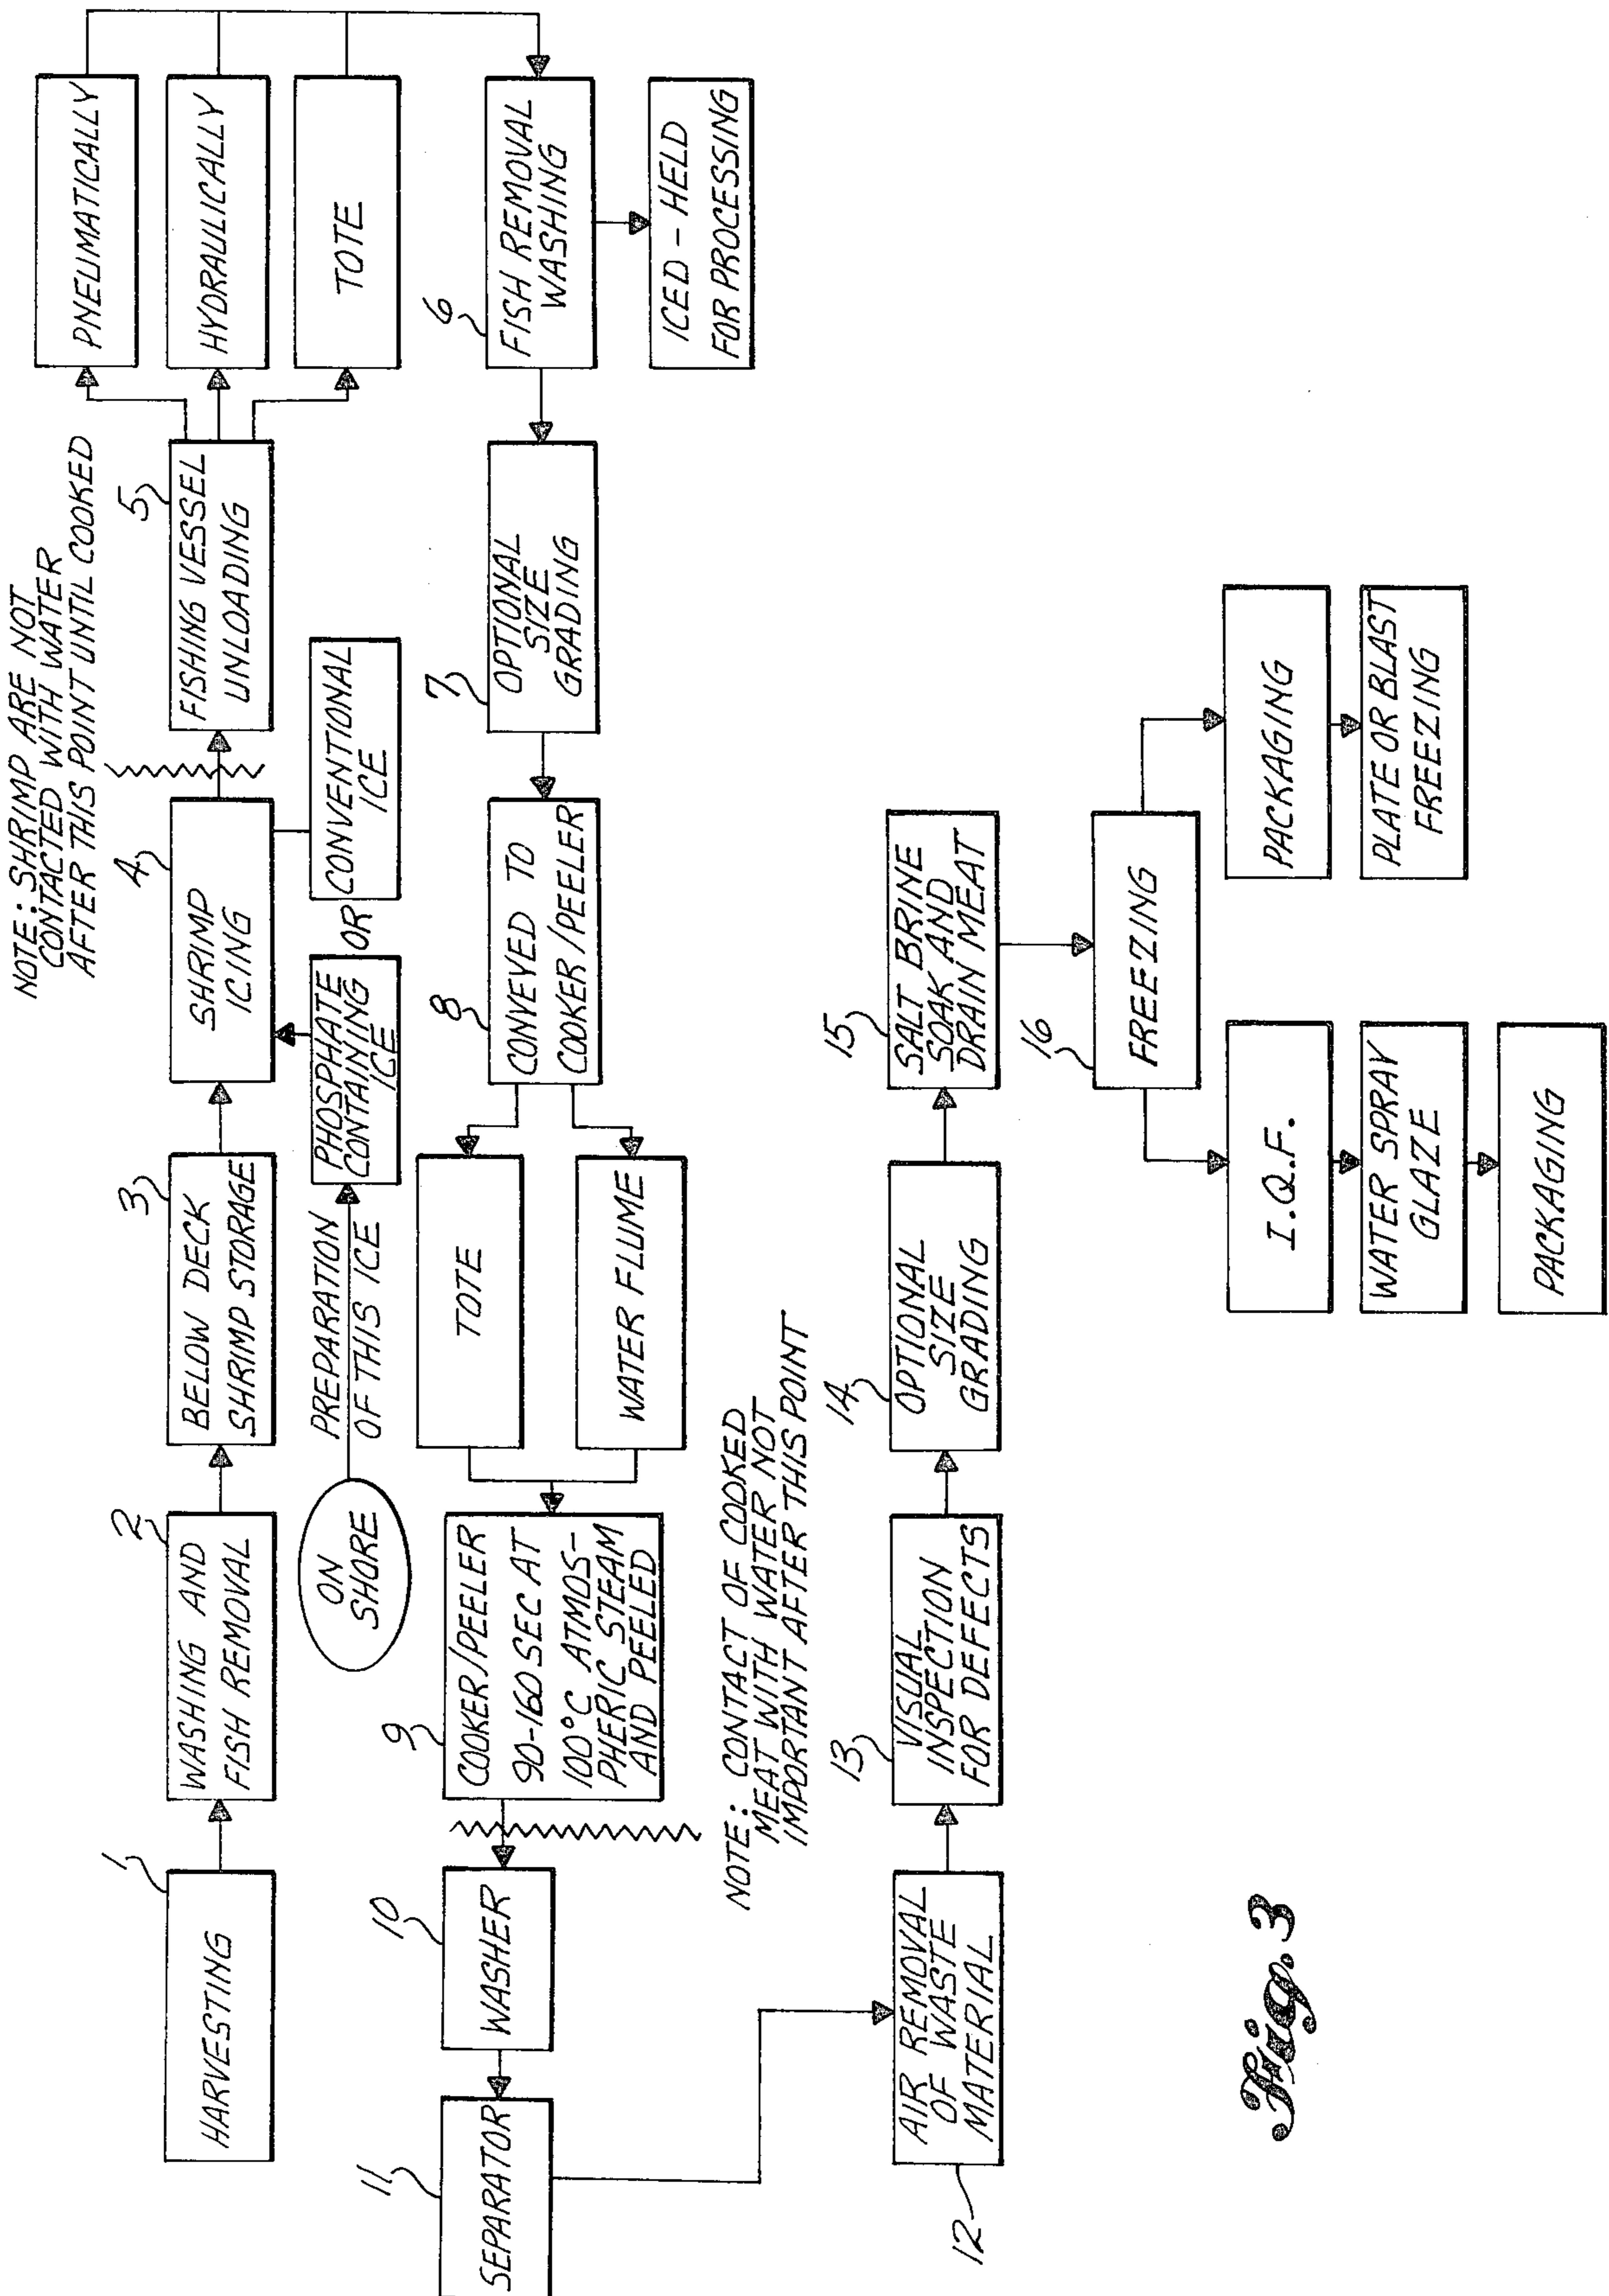 NOTE: SHRIMP ARE NOT
CONTACTED WITH WATER
AFTER THIS POINT UNTIL COOKED
1
HARVESTING
2
WASHING AND
FISH REMOVAL
3
BELOW DECK
SHRIMP STORAGE
4
SHRIMP
ICING
5
FISHING VESSEL
UNLOADING
PNEUMATICALLY
HYDRAULICALLY
TOTE
ON
SHORE
PREPARATION
OF THIS ICE
PHOSPHATE
CONTAINING
ICE
OR
CONVENTIONAL
ICE
6
FISH REMOVAL
WASHING
ICED - HELD
FOR PROCESSING
7
OPTIONAL
SIZE
GRADING
8
CONVEYED TO
COOKER/PEELER
TOTE
WATER FLUME
9
COOKER/PEELER
90-160 SEC AT
100°C ATMOS-
PHERIC STEAM
AND PEELED
10
WASHER
11
SEPARATOR
NOTE: CONTACT OF COOKED
MEAT WITH WATER NOT
IMPORTANT AFTER THIS POINT
12
AIR REMOVAL
OF WASTE
MATERIAL
13
VISUAL
INSPECTION
FOR DEFECTS
14
OPTIONAL
SIZE
GRADING
15
SALT BRINE
SOAK AND
DRAIN MEAT
16
FREEZING
I.Q.F.
WATER SPRAY
GLAZE
PACKAGING
PACKAGING
PLATE OR BLAST
FREEZING
Fig. 3